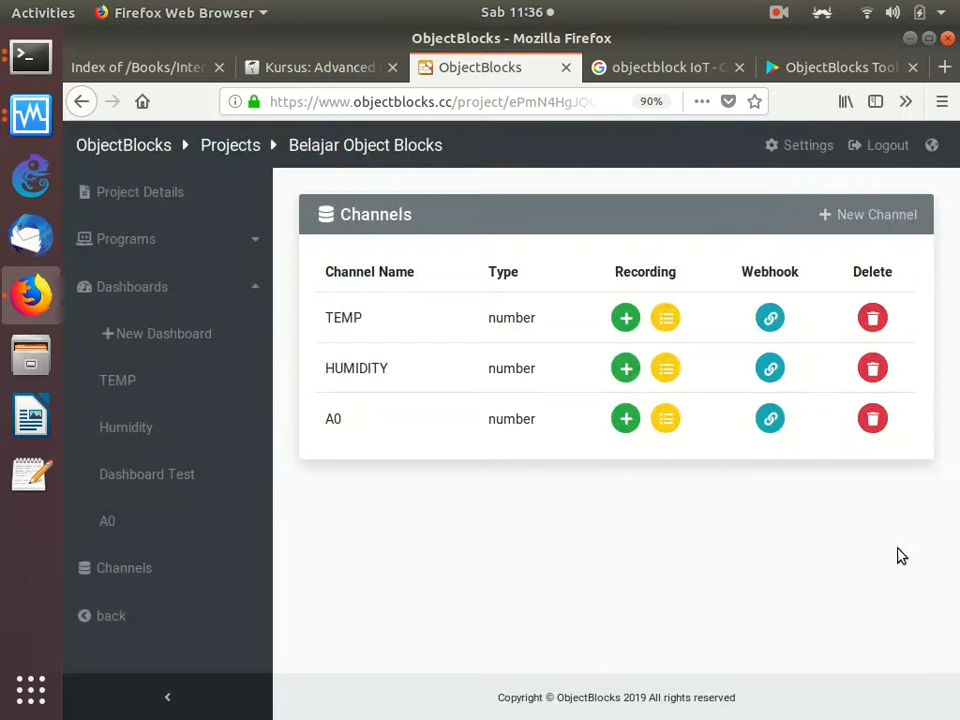 Activities Firefox Web Browser Sab 11:36
ObjectBlocks - Mozilla Firefox
Index of /Books/Inter Kursus: Advanced ObjectBlocks objectblock IoT - G ObjectBlocks Tool
https://www.objectblocks.cc/project/ePmN4HgJQ 90%
ObjectBlocks Projects Belajar Object Blocks Settings Logout
Project Details
Programs
Dashboards
New Dashboard
TEMP
Humidity
Dashboard Test
A0
Channels
back
Channels New Channel
Channel Name Type Recording Webhook Delete
TEMP number
HUMIDITY number
A0 number
Copyright © ObjectBlocks 2019 All rights reserved